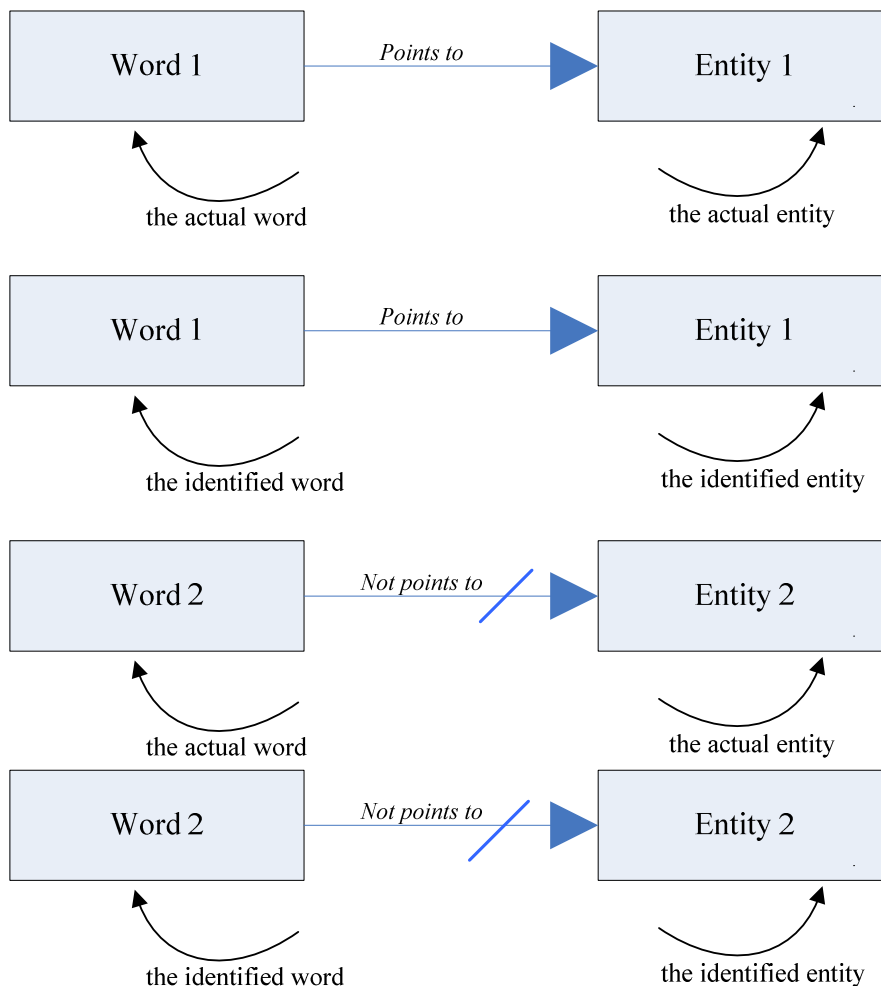 Word 1 Points to Entity 1
the actual word the actual entity
Word 1 Points to Entity 1
the identified word the identified entity
Word 2 Not points to Entity 2
the actual word the actual entity
Word 2 Not points to Entity 2
the identified word the identified entity